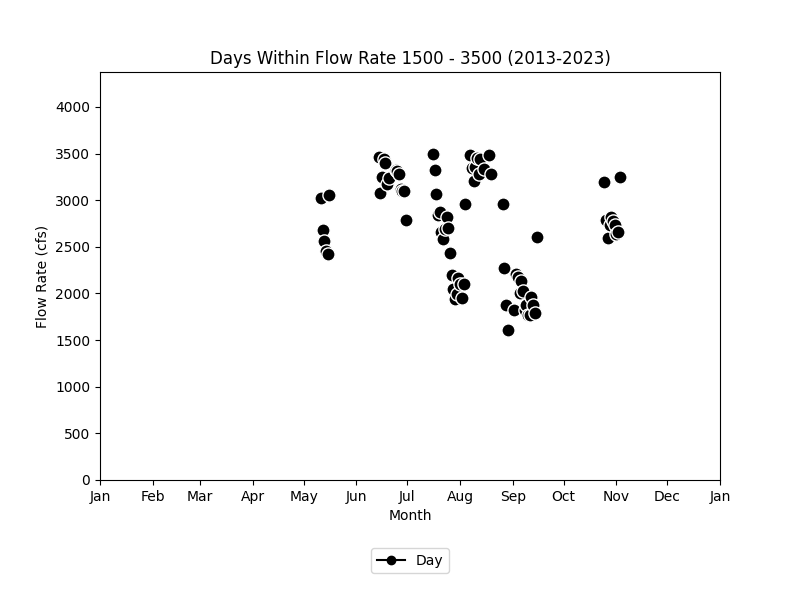 Days Within Flow Rate 1500 - 3500 (2013-2023)
4000
3500
3000
2500
2000
1500
1000
500
0
Flow Rate (cfs)
Jan Feb Mar Apr May Jun Jul Aug Sep Oct Nov Dec Jan
Month
Day